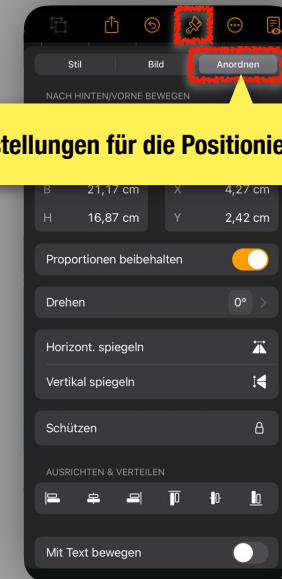 Stil Bild Anordnen
NACH HINTEN/VORNE BEWEGEN
stellungen für die Positionie
B 21,17 cm X 4,27 cm
H 16,87 cm Y 2,42 cm
Proportionen beibehalten
Drehen 0°
Horizont. spiegeln
Vertikal spiegeln
Schützen
AUSRICHTEN & VERTEILEN
Mit Text bewegen